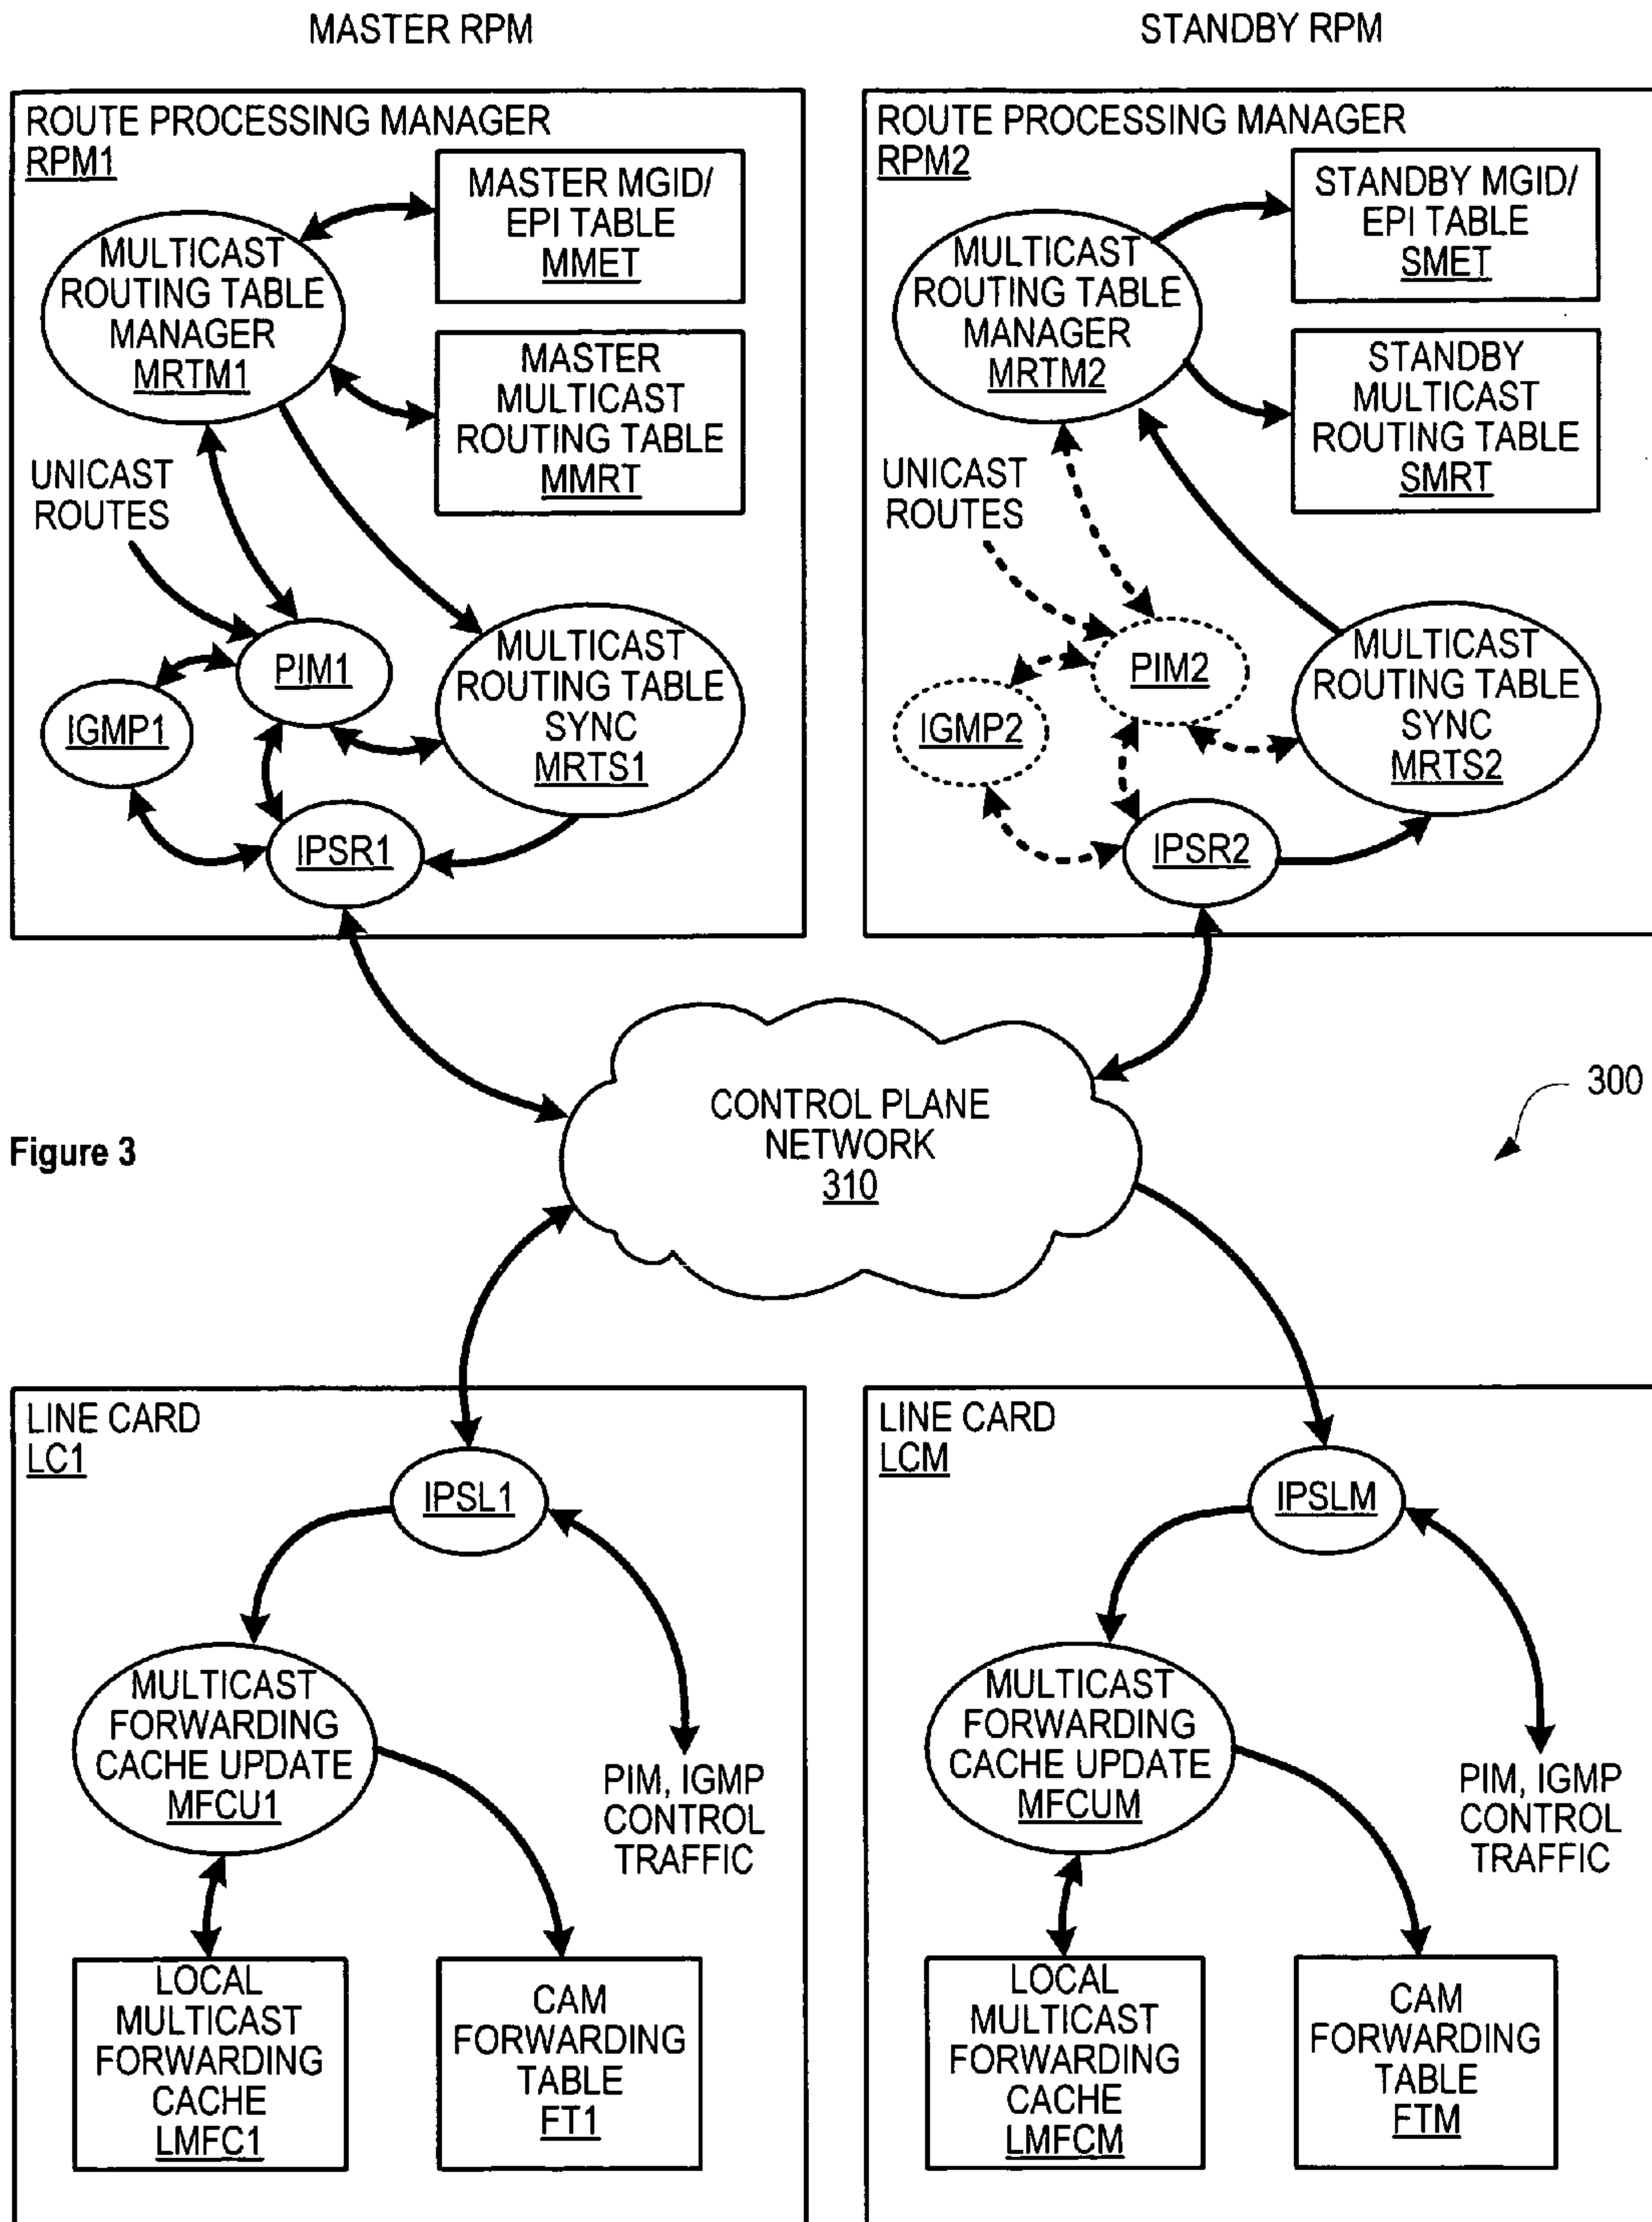 MASTER RPM
STANDBY RPM
ROUTE PROCESSING MANAGER
RPM1
MASTER MGID/
EPI TABLE
MMET
MULTICAST
ROUTING TABLE
MANAGER
MRTM1
MASTER
MULTICAST
ROUTING TABLE
MMRT
UNICAST
ROUTES
PIM1
IGMP1
MULTICAST
ROUTING TABLE
SYNC
MRTS1
IPSR1
ROUTE PROCESSING MANAGER
RPM2
STANDBY MGID/
EPI TABLE
SMET
MULTICAST
ROUTING TABLE
MANAGER
MRTM2
STANDBY
MULTICAST
ROUTING TABLE
SMRT
UNICAST
ROUTES
PIM2
IGMP2
MULTICAST
ROUTING TABLE
SYNC
MRTS2
IPSR2
CONTROL PLANE
NETWORK
310
300
Figure 3
LINE CARD
LC1
IPSL1
MULTICAST
FORWARDING
CACHE UPDATE
MFCU1
PIM, IGMP
CONTROL
TRAFFIC
LOCAL
MULTICAST
FORWARDING
CACHE
LMFC1
CAM
FORWARDING
TABLE
FT1
LINE CARD
LCM
IPSLM
MULTICAST
FORWARDING
CACHE UPDATE
MFCUM
PIM, IGMP
CONTROL
TRAFFIC
LOCAL
MULTICAST
FORWARDING
CACHE
LMFCM
CAM
FORWARDING
TABLE
FTM